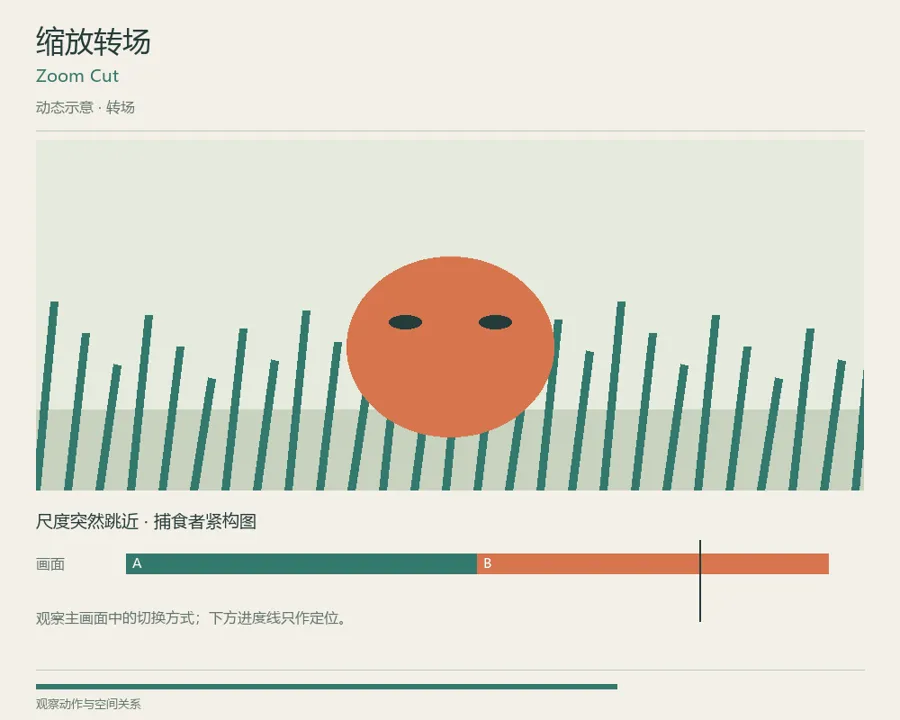 缩放转场
Zoom Cut
动态示意 · 转场
尺度突然跳近 · 捕食者紧构图
画面 A B
观察主画面中的切换方式；下方进度线只作定位。
观察动作与空间关系